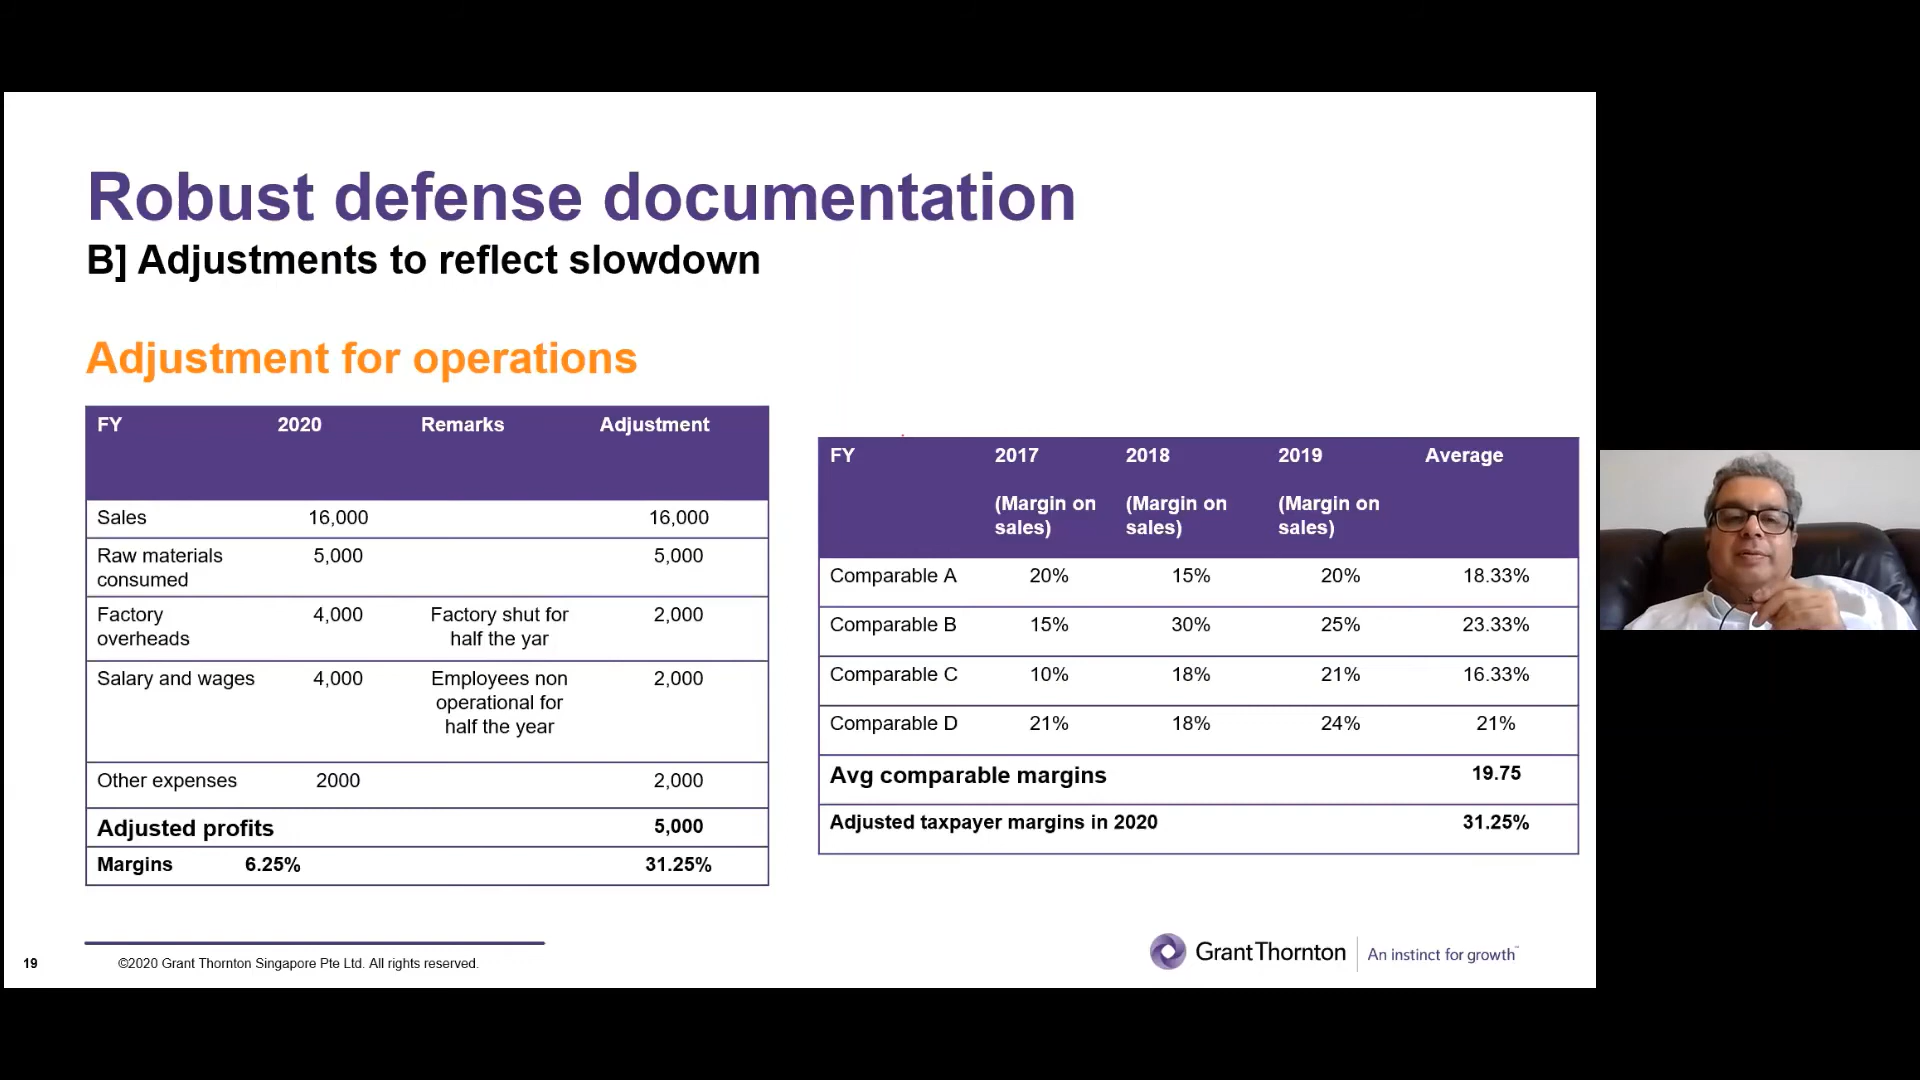 Robust defense documentation
B] Adjustments to reflect slowdown
Adjustment for operations
FY 2020 Remarks Adjustment
Sales 16,000 16,000
Raw materials consumed 5,000 5,000
Factory overheads 4,000 Factory shut for half the yar 2,000
Salary and wages 4,000 Employees non operational for half the year 2,000
Other expenses 2000 2,000
Adjusted profits 5,000
Margins 6.25% 31.25%
FY 2017 (Margin on sales) 2018 (Margin on sales) 2019 (Margin on sales) Average
Comparable A 20% 15% 20% 18.33%
Comparable B 15% 30% 25% 23.33%
Comparable C 10% 18% 21% 16.33%
Comparable D 21% 18% 24% 21%
Avg comparable margins 19.75
Adjusted taxpayer margins in 2020 31.25%
19
©2020 Grant Thornton Singapore Pte Ltd. All rights reserved.
GrantThornton
An instinct for growth™